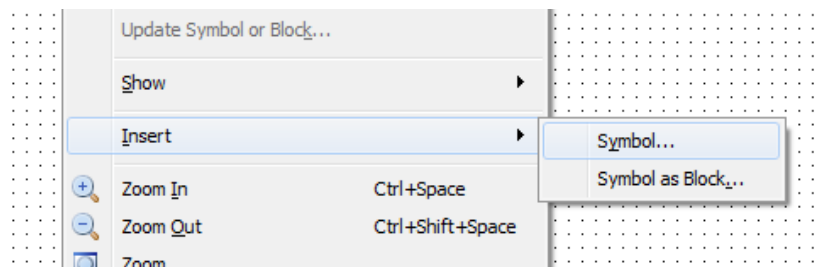 Update Symbol or Block...
Show
Insert
Symbol...
Symbol as Block...
Zoom In Ctrl+Space
Zoom Out Ctrl+Shift+Space
Zoom